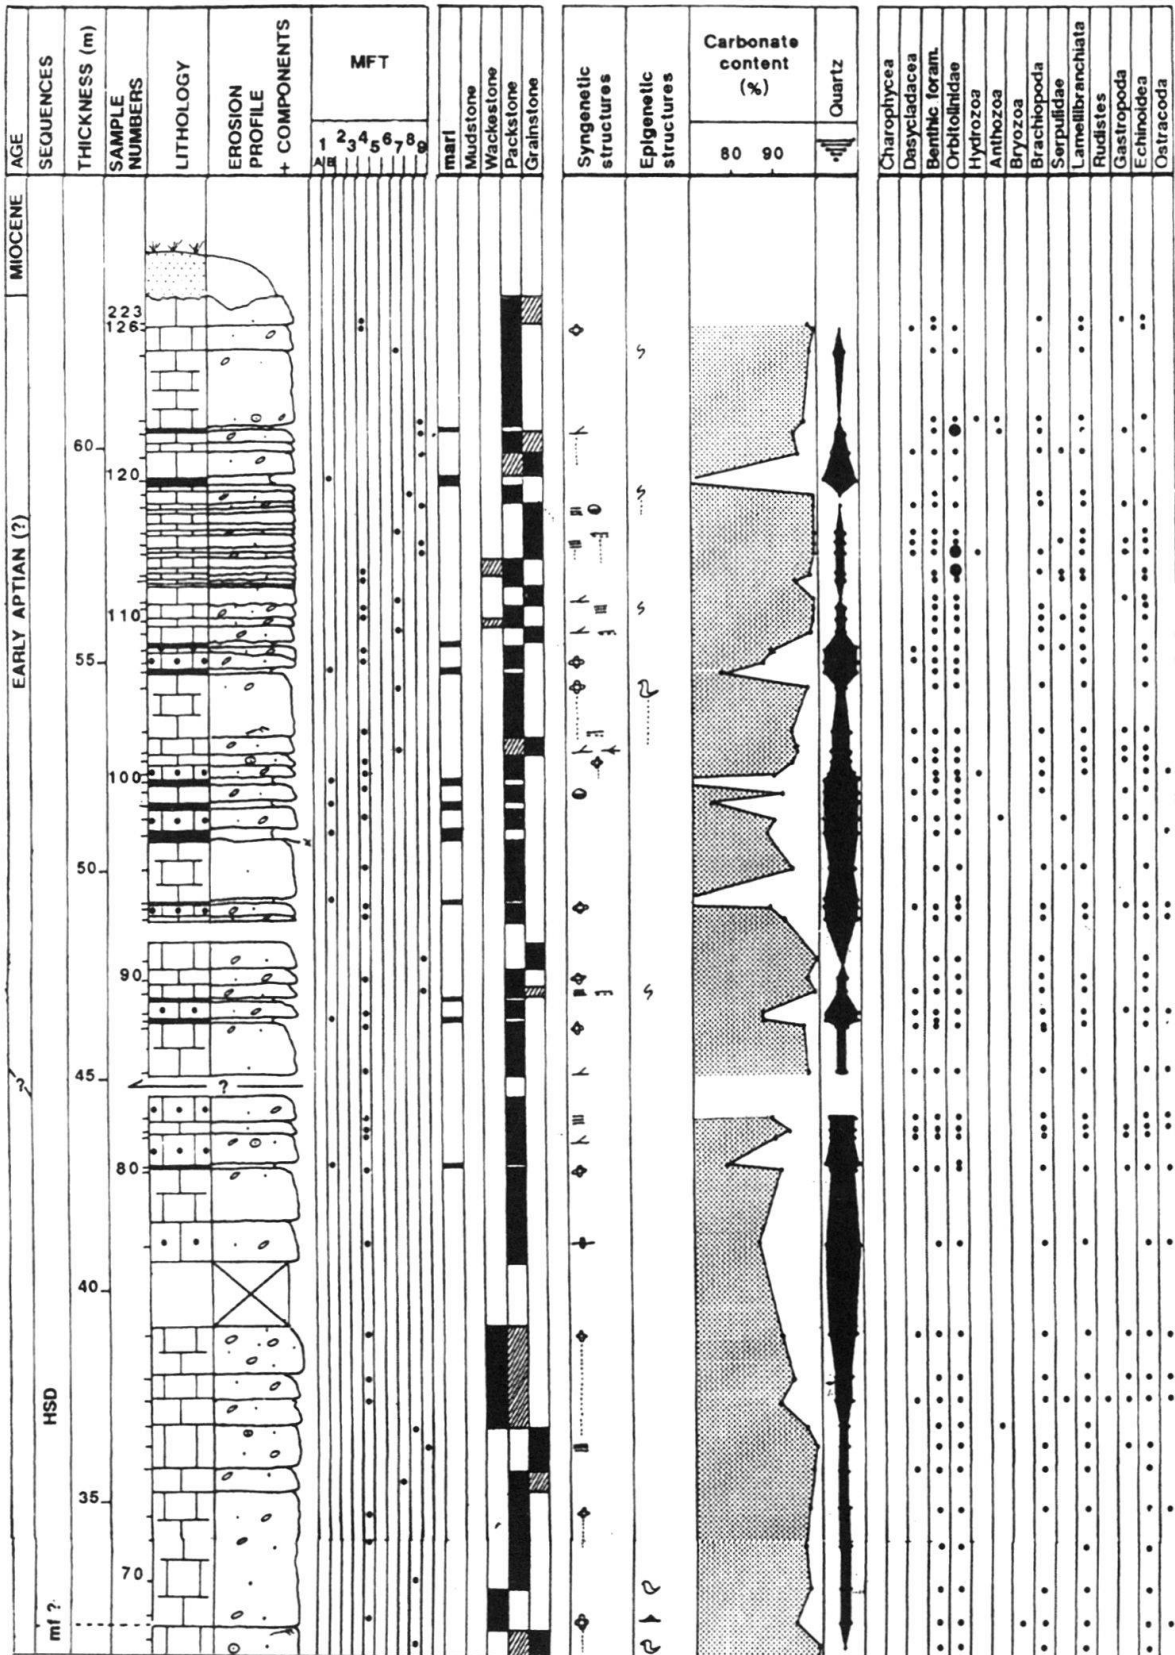 AGE
SEQUENCES
THICKNESS (m)
SAMPLE
NUMBERS
LITHOLOGY
EROSION
PROFILE
+ COMPONENTS
MFT
1 2 3 4 5 6 7 8 9
A/B
marl
Mudstone
Wackestone
Packstone
Grainstone
Syngenetic
structures
Epigenetic
structures
Carbonate
content
(%)
80 90
Quartz
Charophycea
Dasycladacea
Benthic foram.
Orbitolinidae
Hydrozoa
Anthozoa
Bryozoa
Brachiopoda
Serpulidae
Lamellibranchiata
Rudistes
Gastropoda
Echinoidea
Ostracoda
MIOCENE
EARLY APTIAN (?)
?
HSD
mf ?
223
126
60
120
110
55
100
50
90
45
?
80
40
35
70